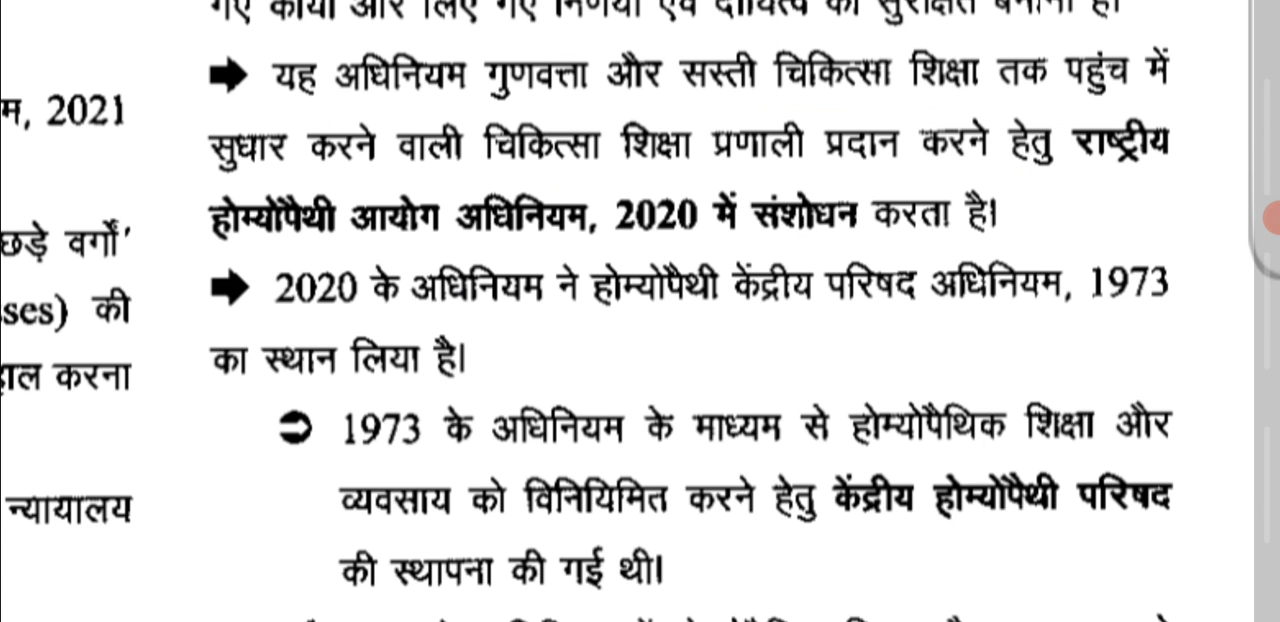 म, 2021
छड़े वर्गों'
ses) की
हाल करना
न्यायालय
➡ यह अधिनियम गुणवत्ता और सस्ती चिकित्सा शिक्षा तक पहुंच में
सुधार करने वाली चिकित्सा शिक्षा प्रणाली प्रदान करने हेतु राष्ट्रीय
होम्योपैथी आयोग अधिनियम, 2020 में संशोधन करता है।
➡ 2020 के अधिनियम ने होम्योपैथी केंद्रीय परिषद अधिनियम, 1973
का स्थान लिया है।
➲ 1973 के अधिनियम के माध्यम से होम्योपैथिक शिक्षा और
व्यवसाय को विनियिमित करने हेतु केंद्रीय होम्योपैथी परिषद
की स्थापना की गई थी।